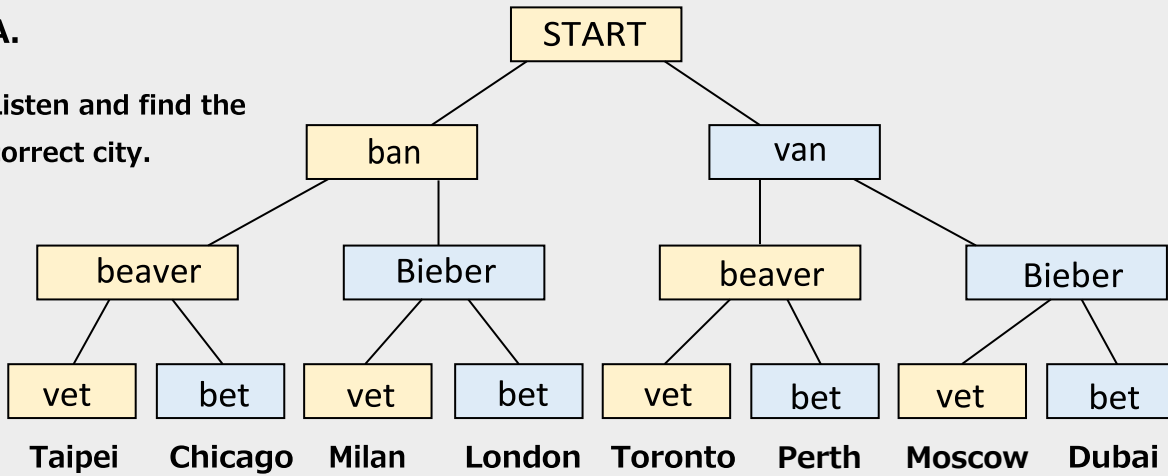 A.
START
Listen and find the
correct city.
ban van
beaver Bieber beaver Bieber
vet bet vet bet vet bet vet bet
Taipei Chicago Milan London Toronto Perth Moscow Dubai